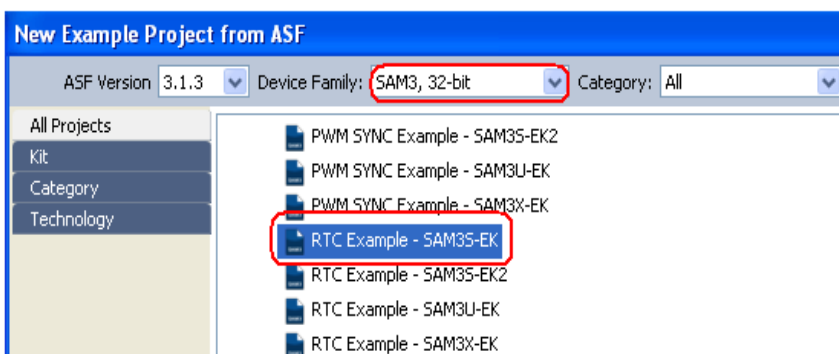 New Example Project from ASF
ASF Version 3.1.3 Device Family: SAM3, 32-bit Category: All
All Projects
Kit
Category
Technology
PWM SYNC Example - SAM3S-EK2
PWM SYNC Example - SAM3U-EK
PWM SYNC Example - SAM3X-EK
RTC Example - SAM3S-EK
RTC Example - SAM3S-EK2
RTC Example - SAM3U-EK
RTC Example - SAM3X-EK